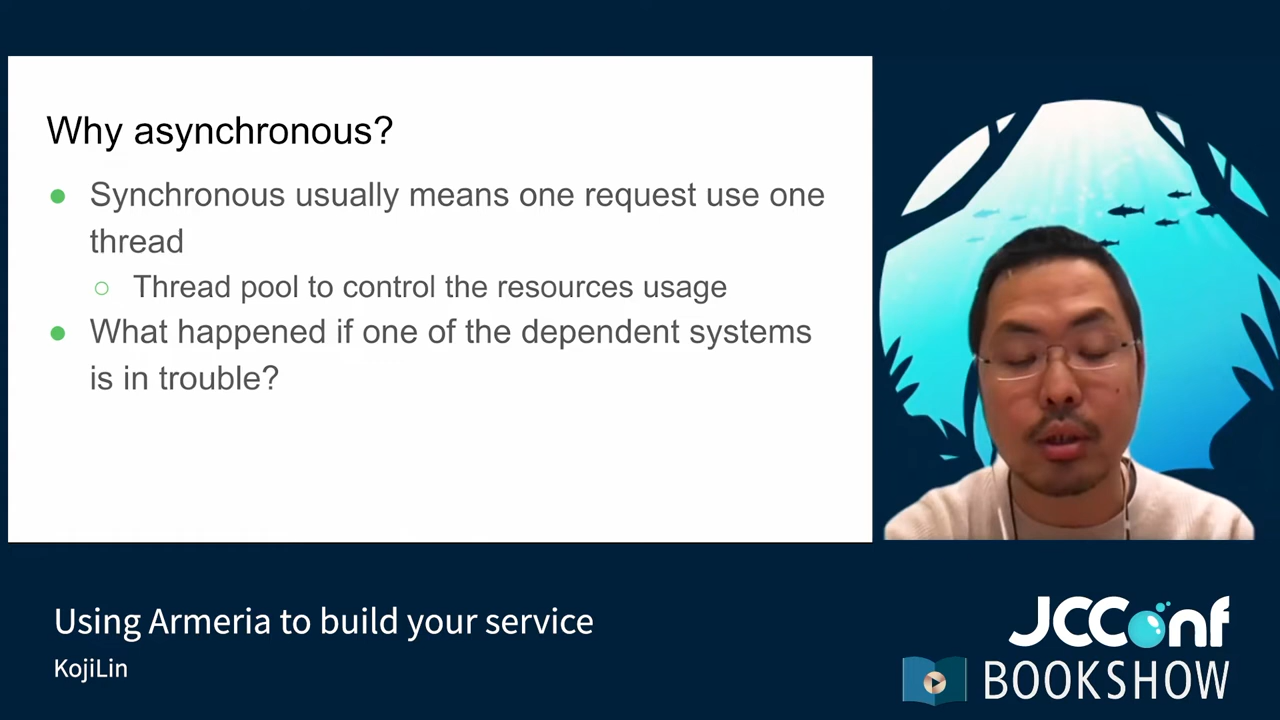 Why asynchronous?
● Synchronous usually means one request use one
thread
○ Thread pool to control the resources usage
● What happened if one of the dependent systems
is in trouble?
Using Armeria to build your service
KojiLin
JCConf
BOOKSHOW